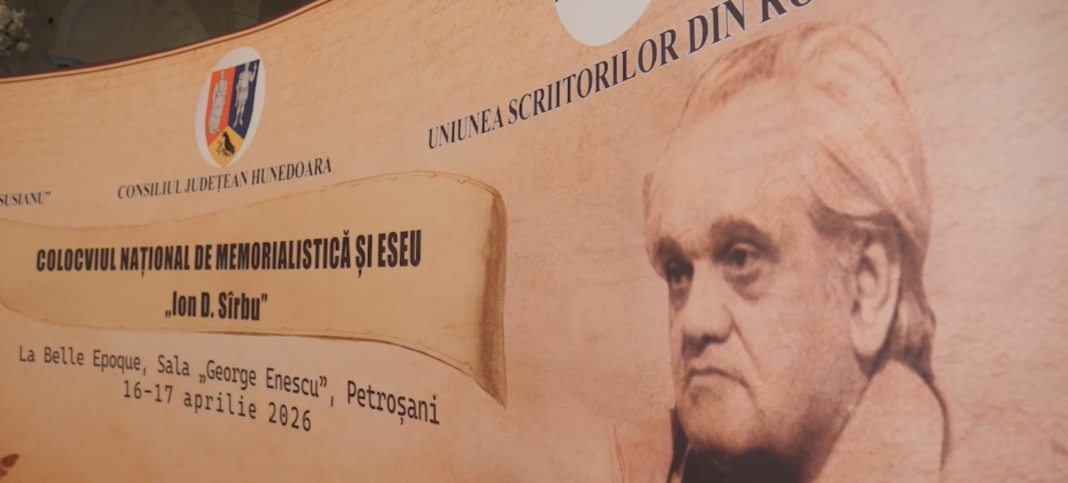 UNIUNEA SCRIITORILOR DIN
CONSILIUL JUDEȚEAN HUNEDOARA
SUSIANU”
COLOCVIUL NAȚIONAL DE MEMORIALISTICĂ ȘI ESEU
„Ion D. Sîrbu”
La Belle Epoque, Sala „George Enescu”, Petroșani
16-17 aprilie 2026